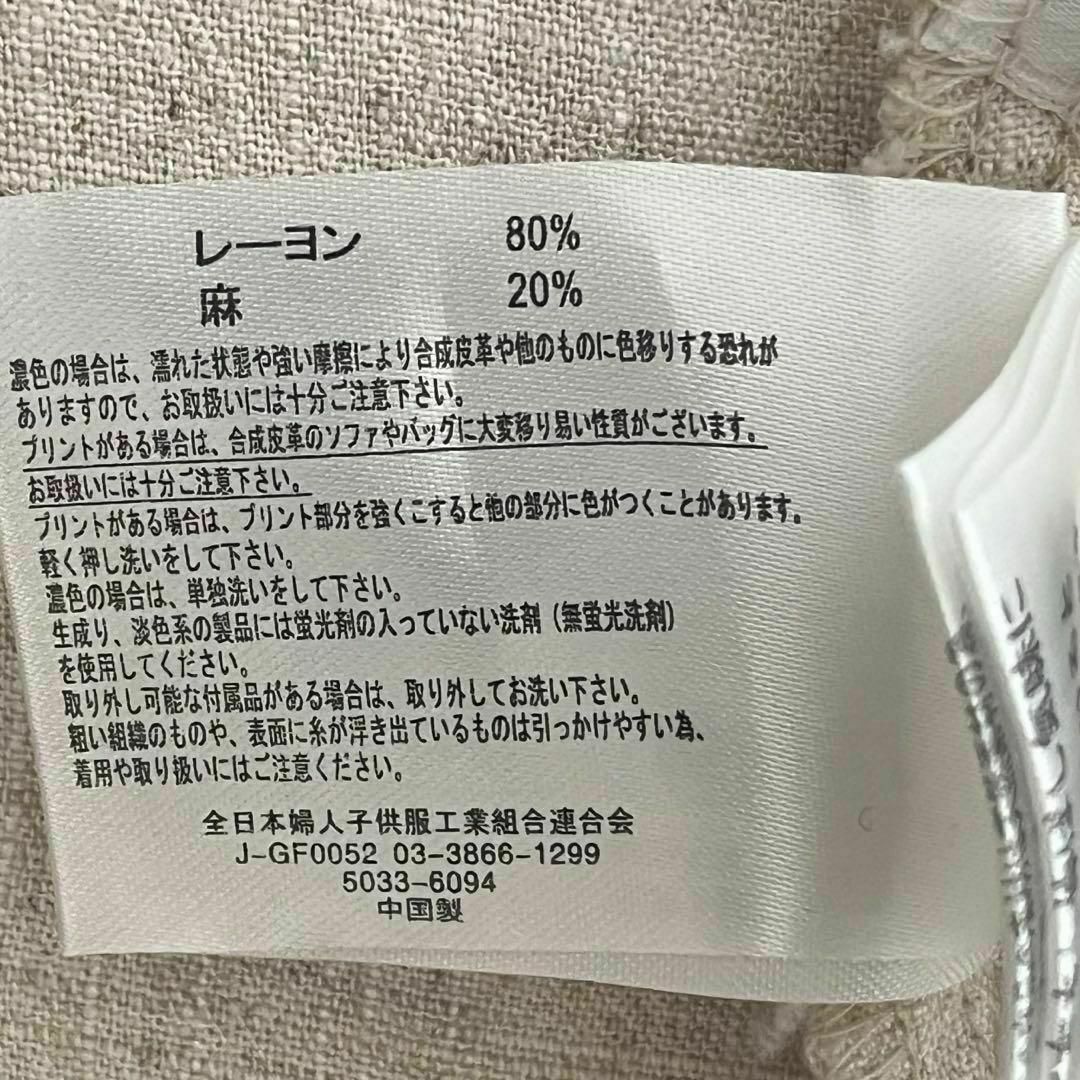 レーヨン 80%
麻 20%
濃色の場合は、濡れた状態や強い摩擦により合成皮革や他のものに色移りする恐れが
ありますので、お取扱いには十分ご注意下さい。
プリントがある場合は、合成皮革のソファやバッグに大変移り易い性質がございます。
お取扱いには十分ご注意下さい。
プリントがある場合は、プリント部分を強くこすると他の部分に色がつくことがあります。
軽く押し洗いをして下さい。
濃色の場合は、単独洗いをして下さい。
生成り、淡色系の製品には蛍光剤の入っていない洗剤（無蛍光洗剤）
を使用してください。
取り外し可能な付属品がある場合は、取り外してお洗い下さい。
粗い組織のものや、表面に糸が浮き出ているものは引っかけやすい為、
着用や取り扱いにはご注意ください。
全日本婦人子供服工業組合連合会
J-GF0052 03-3866-1299
5033-6094
中国製